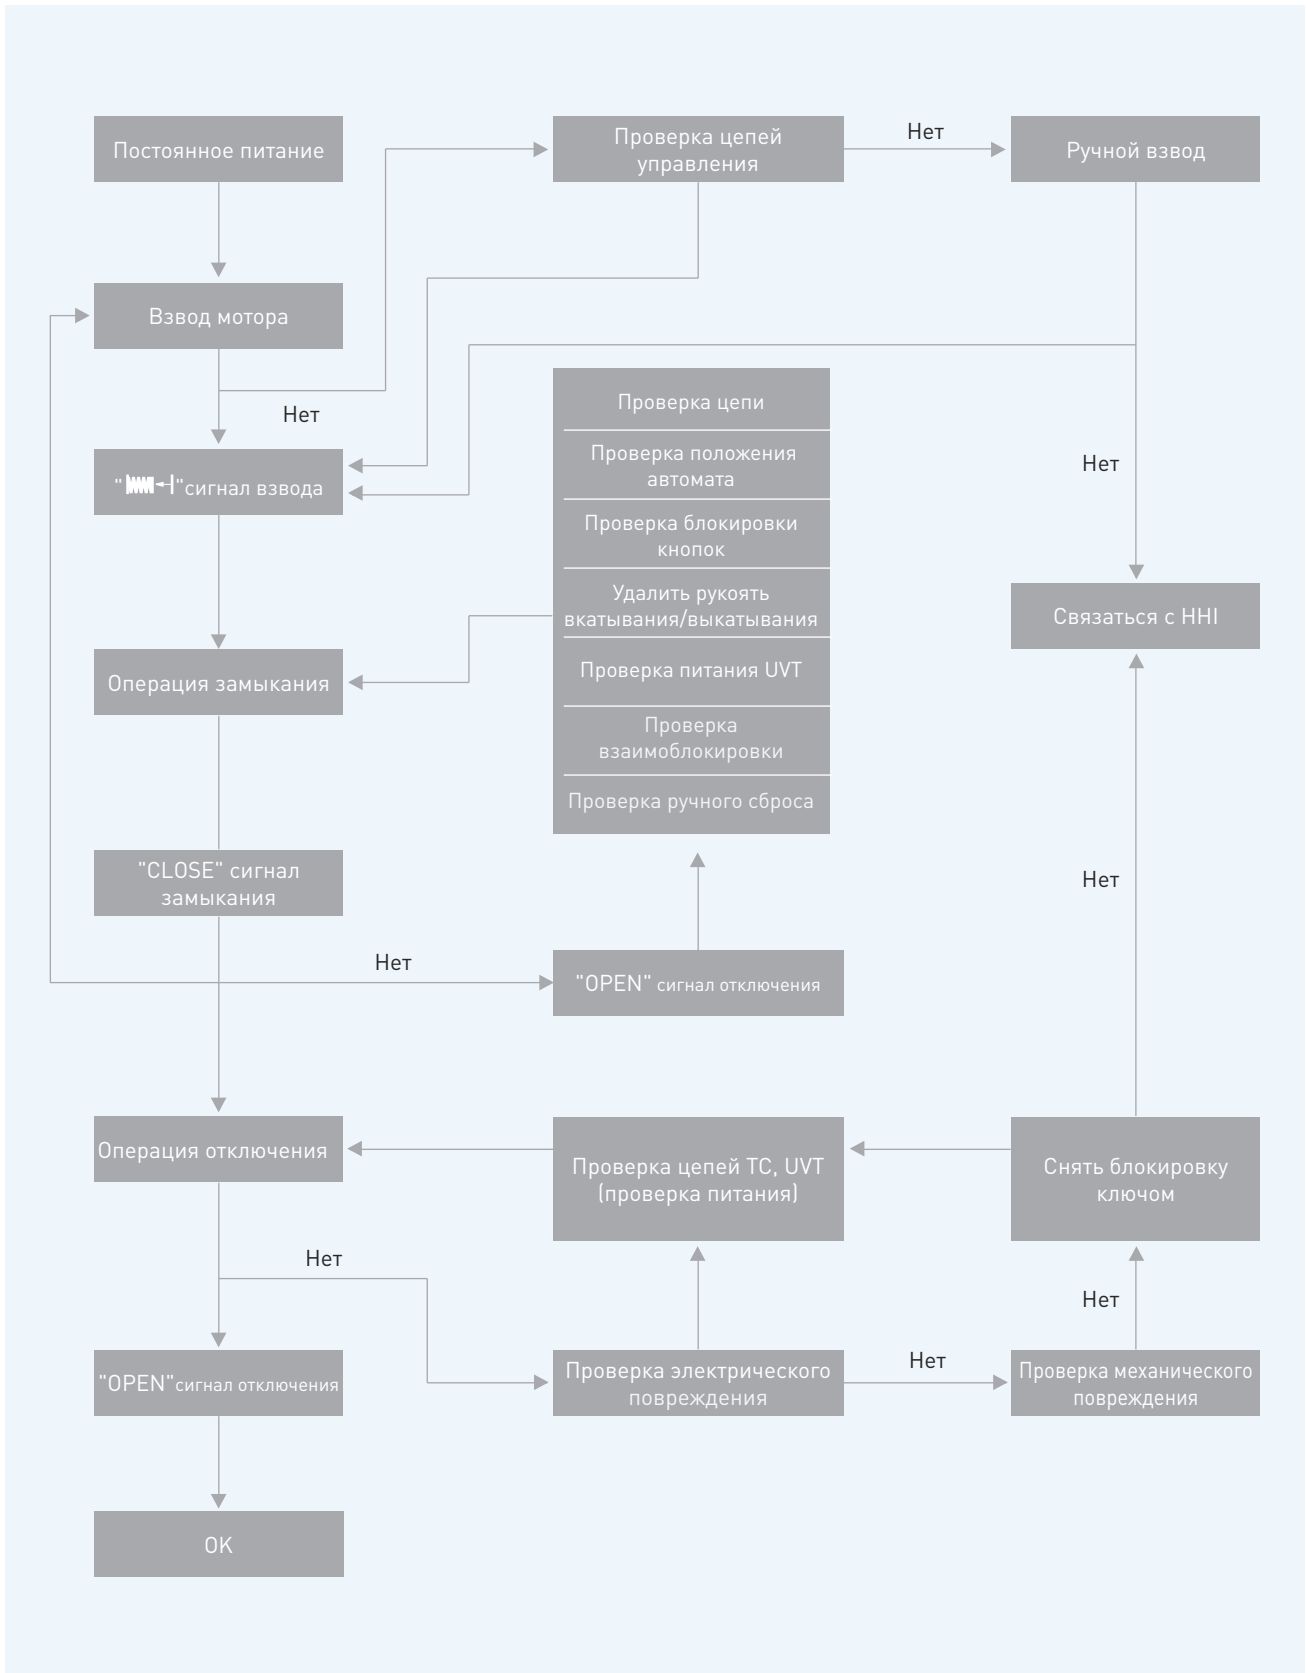 Постоянное питание
Проверка цепей
управления
Нет
Ручной взвод
Взвод мотора
Нет
""сигнал взвода
Проверка цепи
Проверка положения
автомата
Проверка блокировки
кнопок
Удалить рукоять
вкатывания/выкатывания
Проверка питания UVT
Проверка
взаимоблокировки
Проверка ручного сброса
Нет
Связаться с HHI
Операция замыкания
"CLOSE" сигнал
замыкания
Нет
Нет
"OPEN" сигнал отключения
Операция отключения
Проверка цепей TC, UVT
(проверка питания)
Снять блокировку
ключом
Нет
Нет
"OPEN"сигнал отключения
Проверка электрического
повреждения
Нет
Проверка механического
повреждения
OK